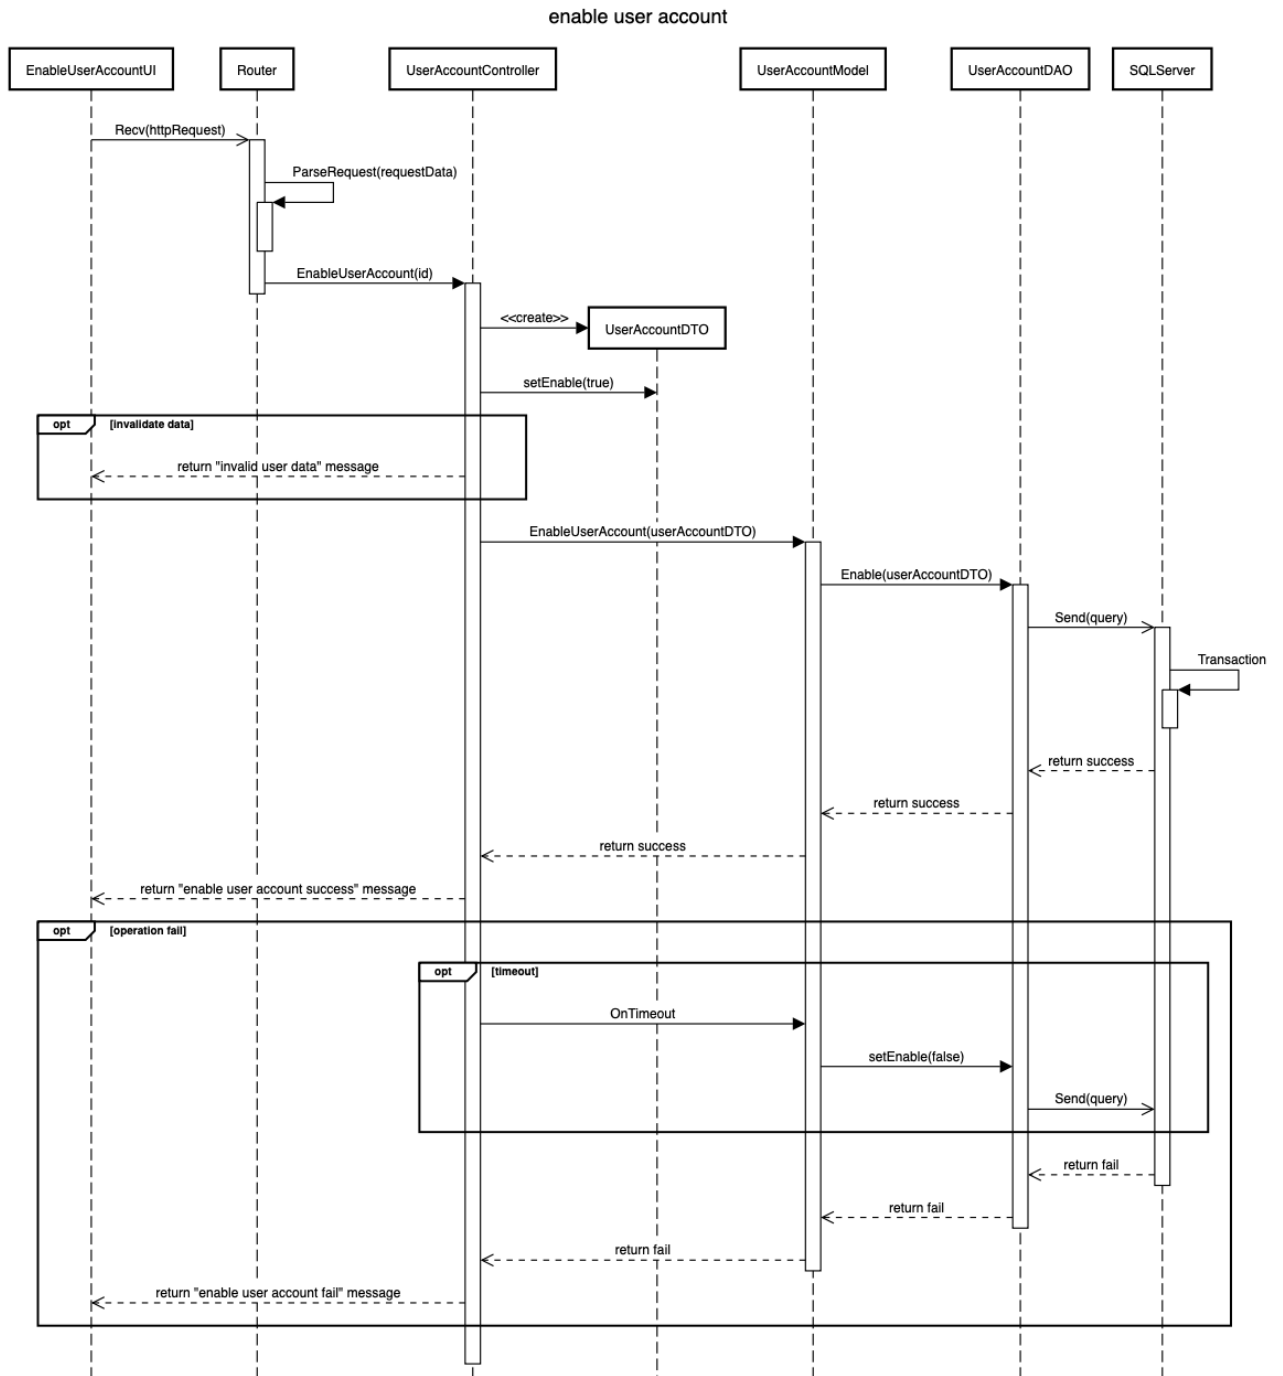 enable user account
EnableUserAccountUI
Router
UserAccountController
UserAccountModel
UserAccountDAO
SQLServer
Recv(httpRequest)
ParseRequest(requestData)
EnableUserAccount(id)
<<create>>
UserAccountDTO
setEnable(true)
opt
[invalidate data]
return "invalid user data" message
EnableUserAccount(userAccountDTO)
Enable(userAccountDTO)
Send(query)
Transaction
return success
return success
return success
return "enable user account success" message
opt
[operation fail]
opt
[timeout]
OnTimeout
setEnable(false)
Send(query)
return fail
return fail
return fail
return "enable user account fail" message